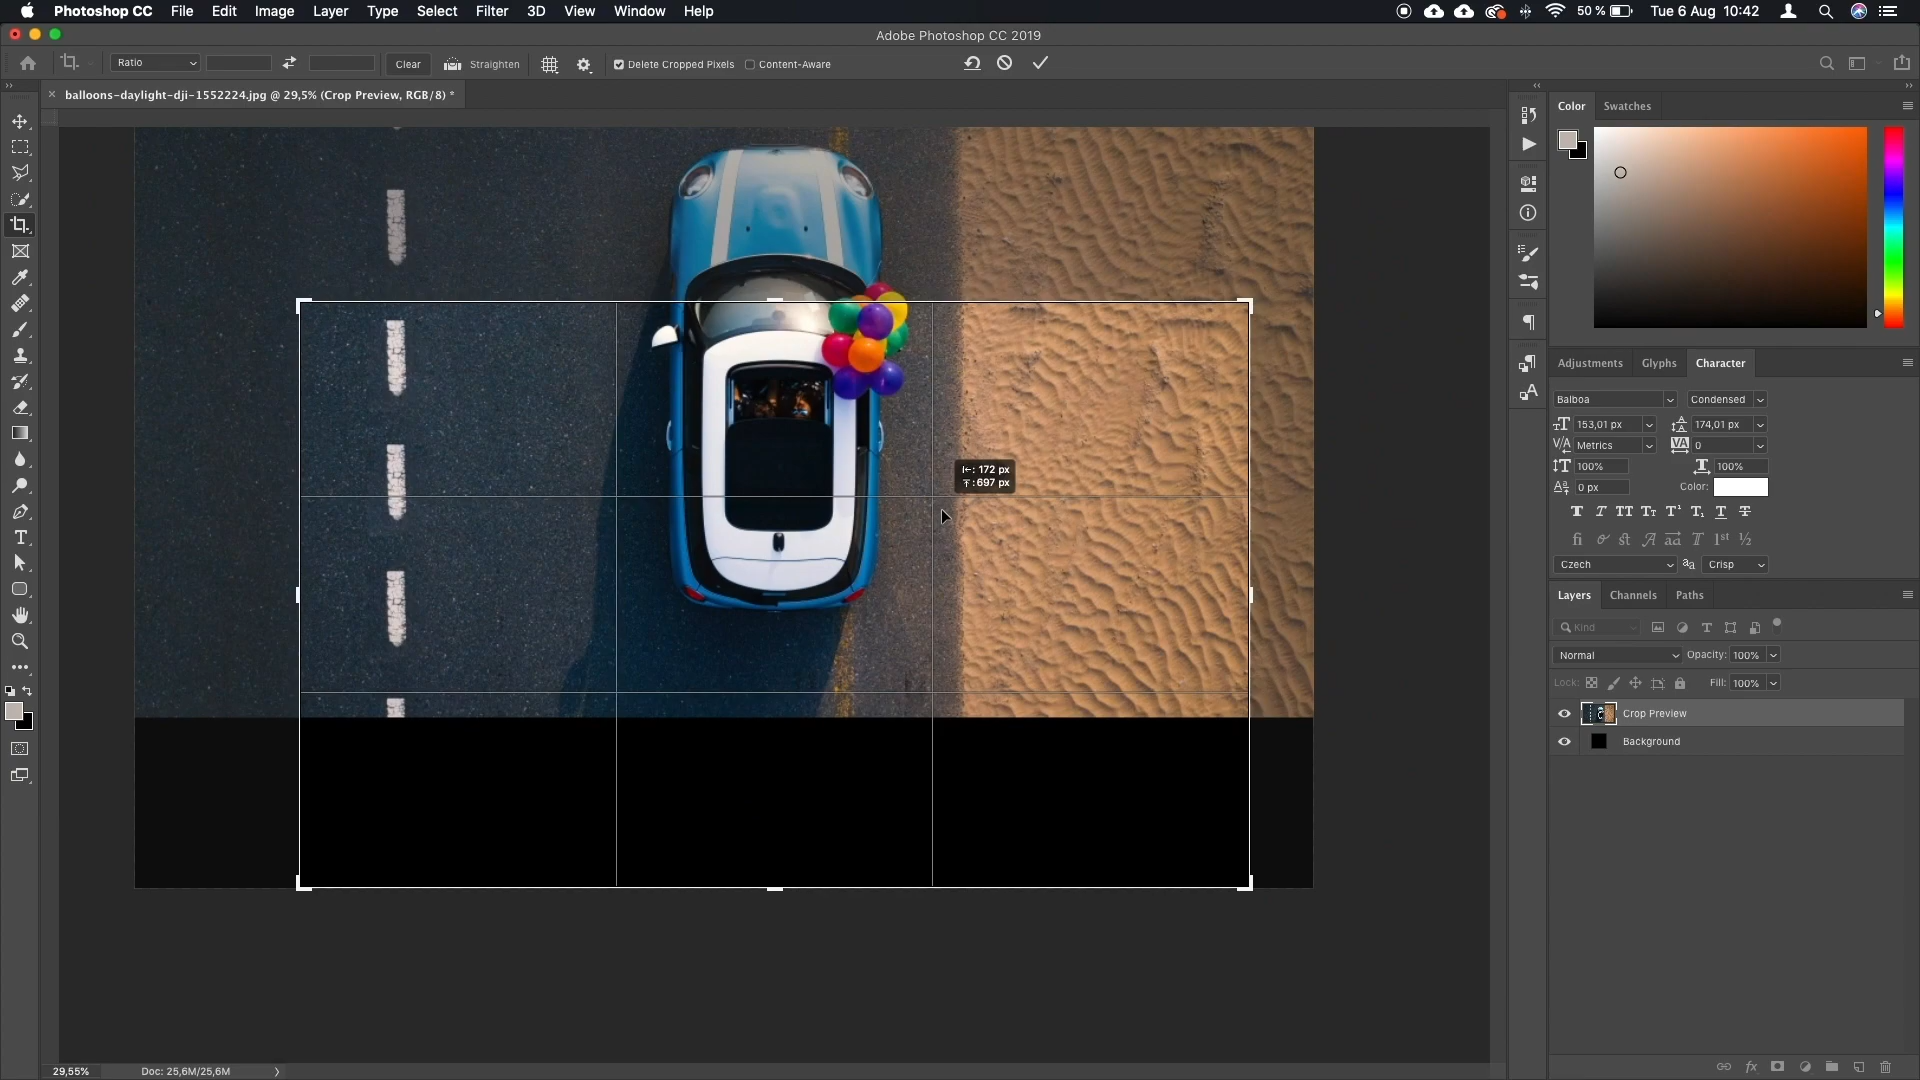 Photoshop CC File Edit Image Layer Type Select Filter 3D View Window Help 50 % Tue 6 Aug 10:42
Adobe Photoshop CC 2019
Ratio Clear Straighten Delete Cropped Pixels Content-Aware
balloons-daylight-dji-1552224.jpg @ 29,5% (Crop Preview, RGB/8) *
Color Swatches
Adjustments Glyphs Character
Balboa Condensed
153,01 px 174,01 px
Metrics 0
100% 100%
0 px Color:
Czech aa Crisp
: 172 px
: 697 px
Layers Channels Paths
Kind
Normal Opacity: 100%
Lock: Fill: 100%
Crop Preview
Background
29,55% Doc: 25,6M/25,6M